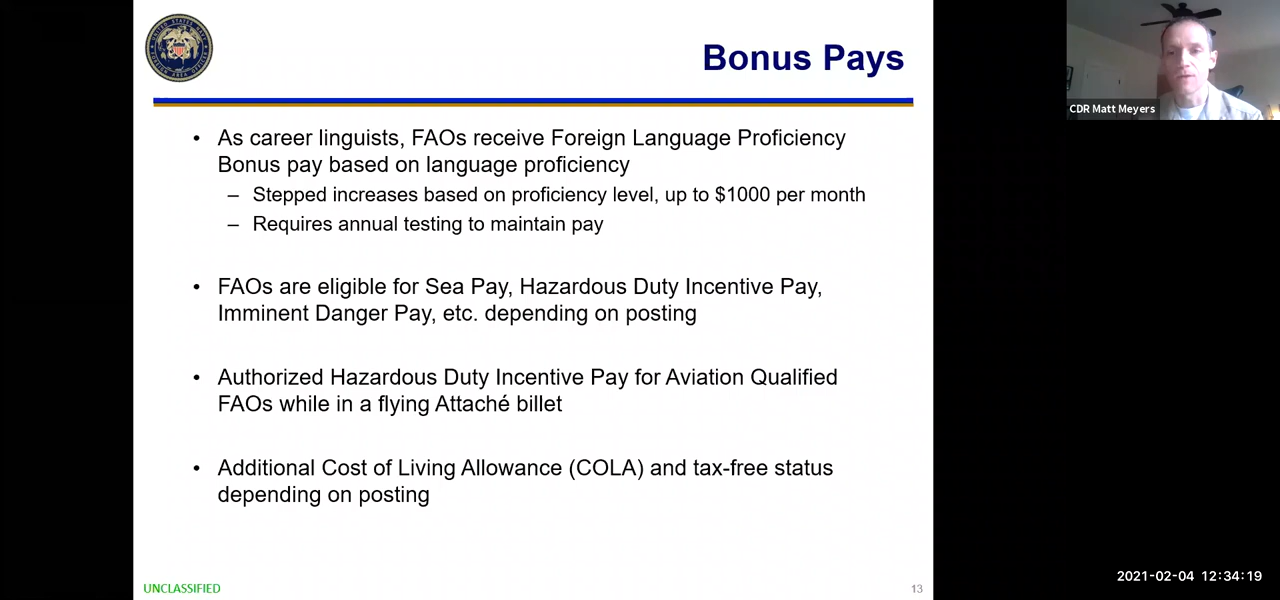 Bonus Pays
CDR Matt Meyers
• As career linguists, FAOs receive Foreign Language Proficiency
Bonus pay based on language proficiency
– Stepped increases based on proficiency level, up to $1000 per month
– Requires annual testing to maintain pay
• FAOs are eligible for Sea Pay, Hazardous Duty Incentive Pay,
Imminent Danger Pay, etc. depending on posting
• Authorized Hazardous Duty Incentive Pay for Aviation Qualified
FAOs while in a flying Attaché billet
• Additional Cost of Living Allowance (COLA) and tax-free status
depending on posting
2021-02-04 12:34:19
UNCLASSIFIED
13